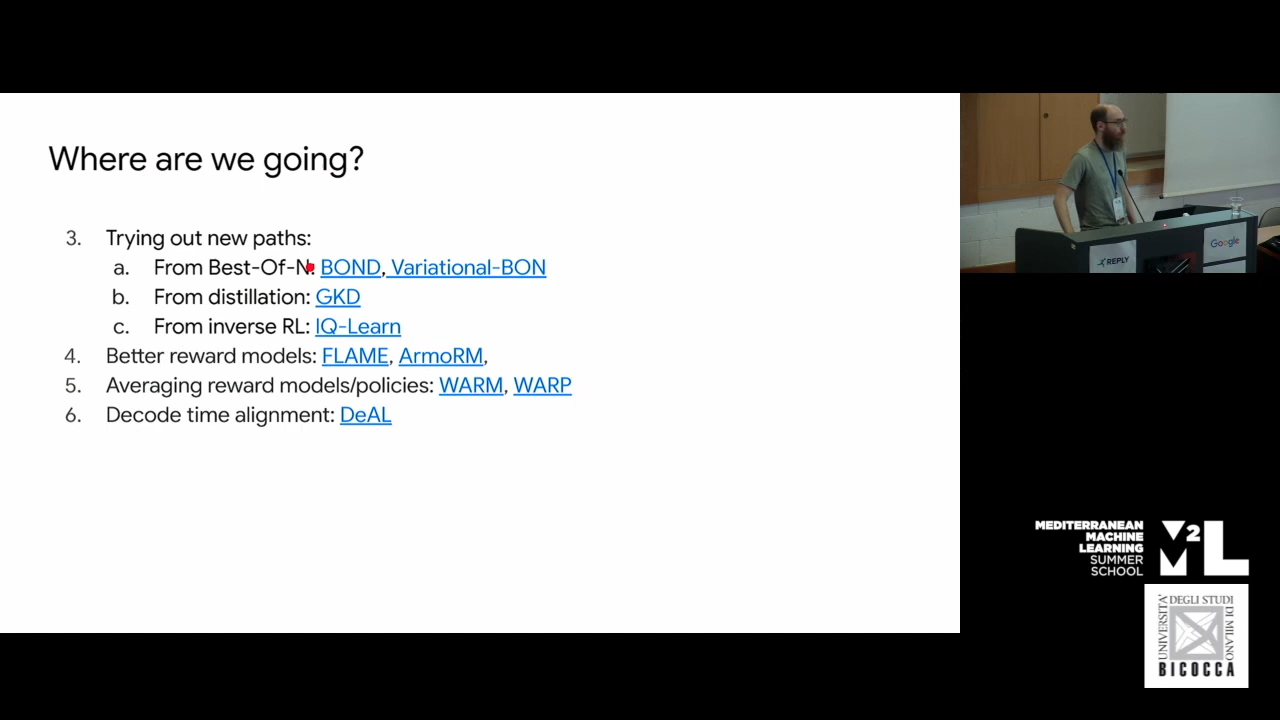 Where are we going?
3. Trying out new paths:
a. From Best-Of-N: BOND, Variational-BON
b. From distillation: GKD
c. From inverse RL: IQ-Learn
4. Better reward models: FLAME, ArmoRM,
5. Averaging reward models/policies: WARM, WARP
6. Decode time alignment: DeAL
REPLY
Google
MEDITERRANEAN
MACHINE
LEARNING
SUMMER
SCHOOL
M2L
UNIVERSITÀ DEGLI STUDI DI MILANO
BICOCCA